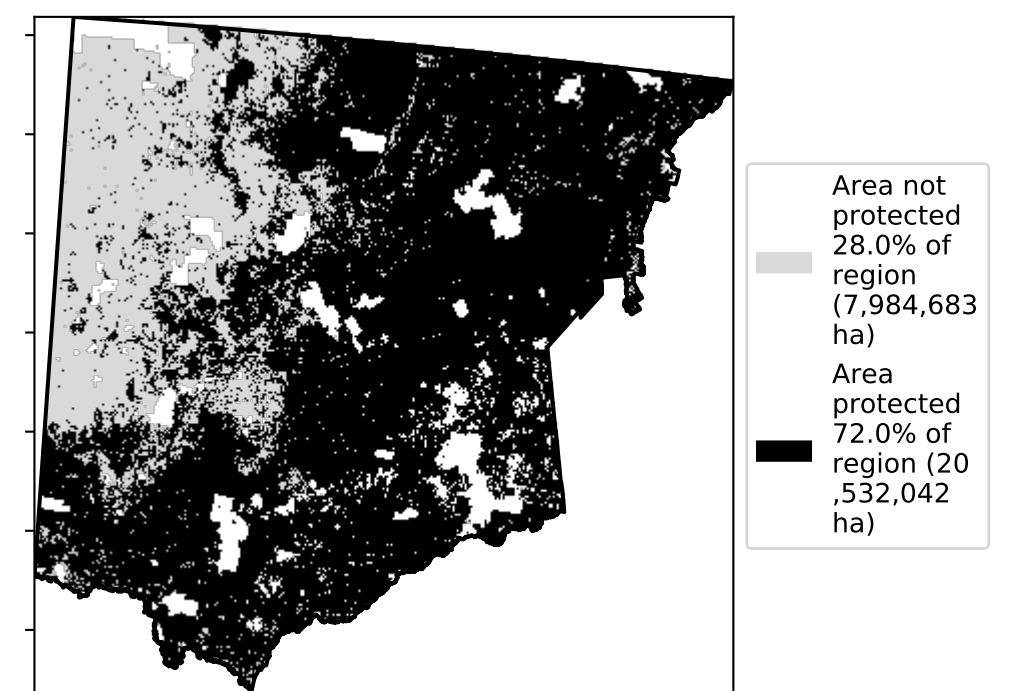 Area not
protected
28.0% of
region
(7,984,683
ha)
Area
protected
72.0% of
region (20
,532,042
ha)